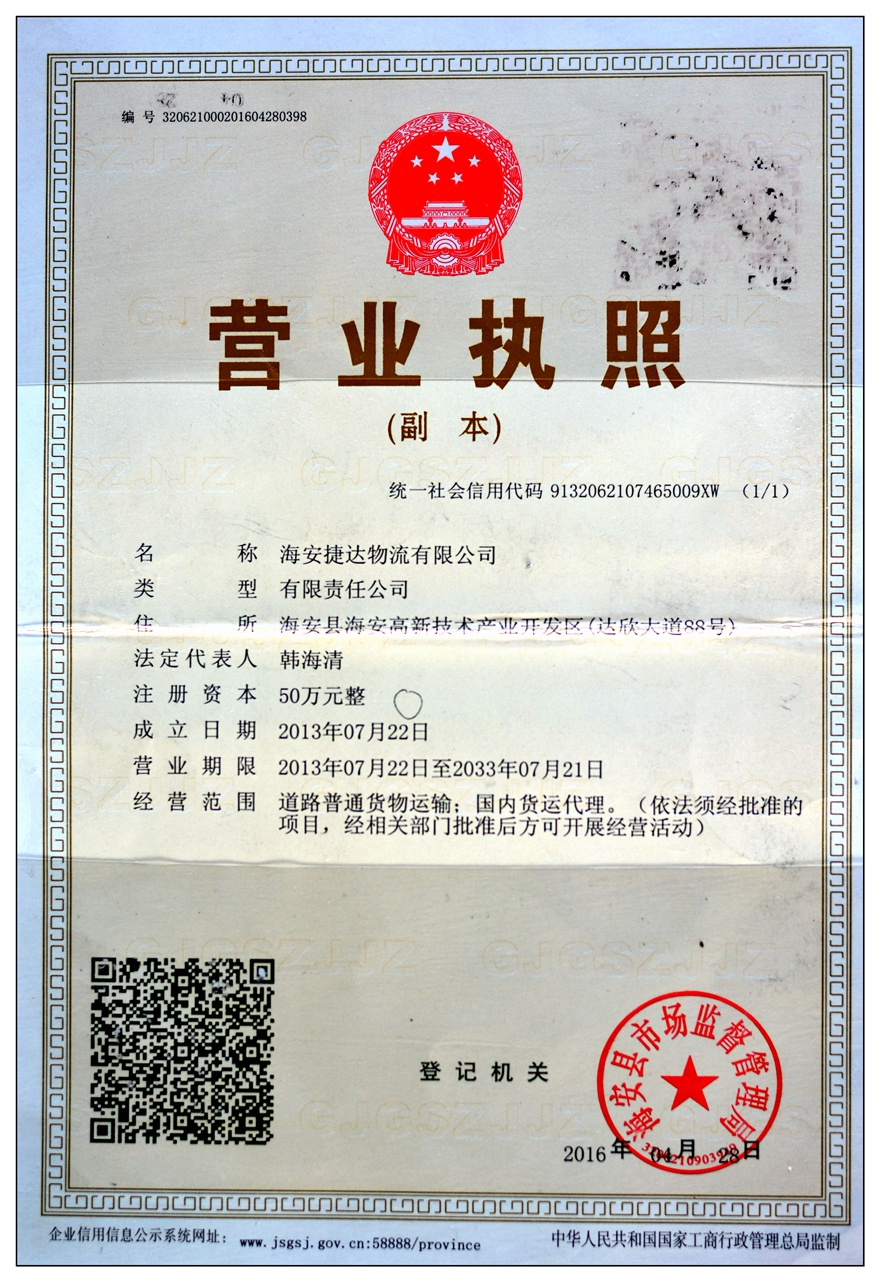 编号 320621000201604280398
营业执照
(副 本)
统一社会信用代码 9132062107465009XW （1/1）
名称 海安捷达物流有限公司
类型 有限责任公司
住所 海安县海安高新技术产业开发区(达欣大道88号)
法定代表人 韩海清
注册资本 50万元整
成立日期 2013年07月22日
营业期限 2013年07月22日至2033年07月21日
经营范围 道路普通货物运输；国内货运代理。（依法须经批准的
项目，经相关部门批准后方可开展经营活动）
登记机关
海安县市场监督管理局
2016年 04月 28日
企业信用信息公示系统网址： www.jsgsj.gov.cn:58888/province
中华人民共和国国家工商行政管理总局监制